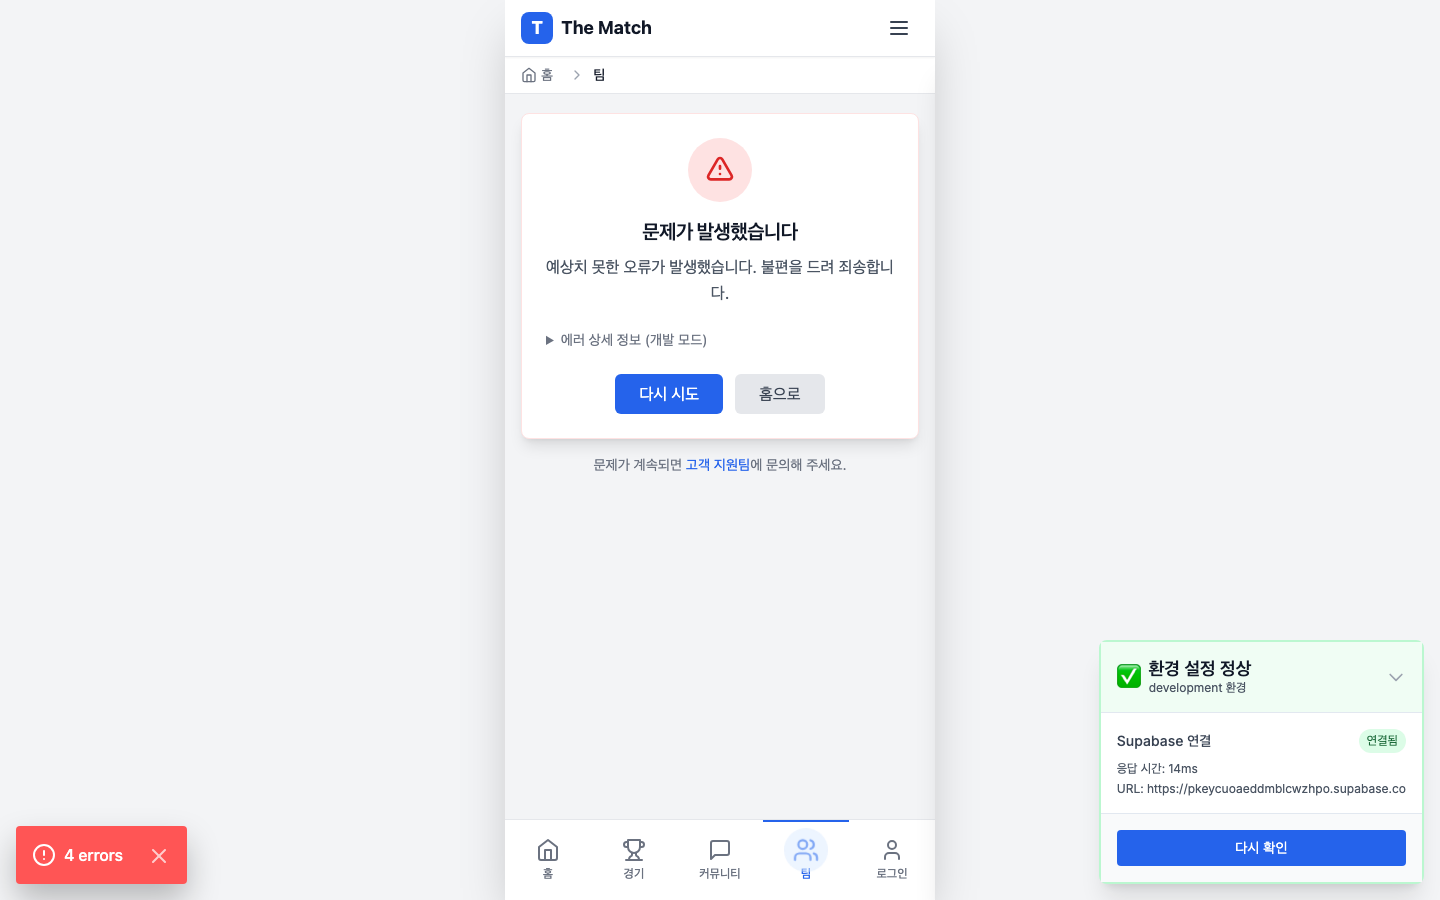 T The Match
홈 팀
문제가 발생했습니다
예상치 못한 오류가 발생했습니다. 불편을 드려 죄송합니
다.
▶ 에러 상세 정보 (개발 모드)
다시 시도 홈으로
문제가 계속되면 고객 지원팀에 문의해 주세요.
환경 설정 정상
development 환경
Supabase 연결 연결됨
응답 시간: 14ms
URL: https://pkeycuoaeddmblcwzhpo.supabase.co
다시 확인
4 errors
홈 경기 커뮤니티 팀 로그인